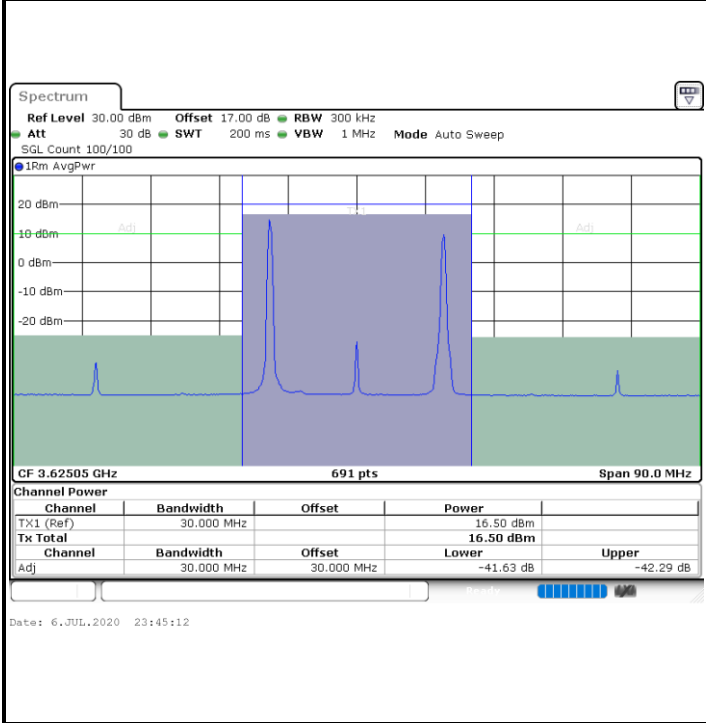 Spectrum
Ref Level 30.00 dBm Offset 17.00 dB RBW 300 kHz
Att 30 dB SWT 200 ms VBW 1 MHz Mode Auto Sweep
SGL Count 100/100
1Rm AvgPwr
20 dBm
TX1
Adj Adj
10 dBm
0 dBm
-10 dBm
-20 dBm
CF 3.62505 GHz 691 pts Span 90.0 MHz
Channel Power
Channel Bandwidth Offset Power
TX1 (Ref) 30.000 MHz 16.50 dBm
Tx Total 16.50 dBm
Channel Bandwidth Offset Lower Upper
Adj 30.000 MHz 30.000 MHz -41.63 dB -42.29 dB
Ready
Date: 6.JUL.2020 23:45:12